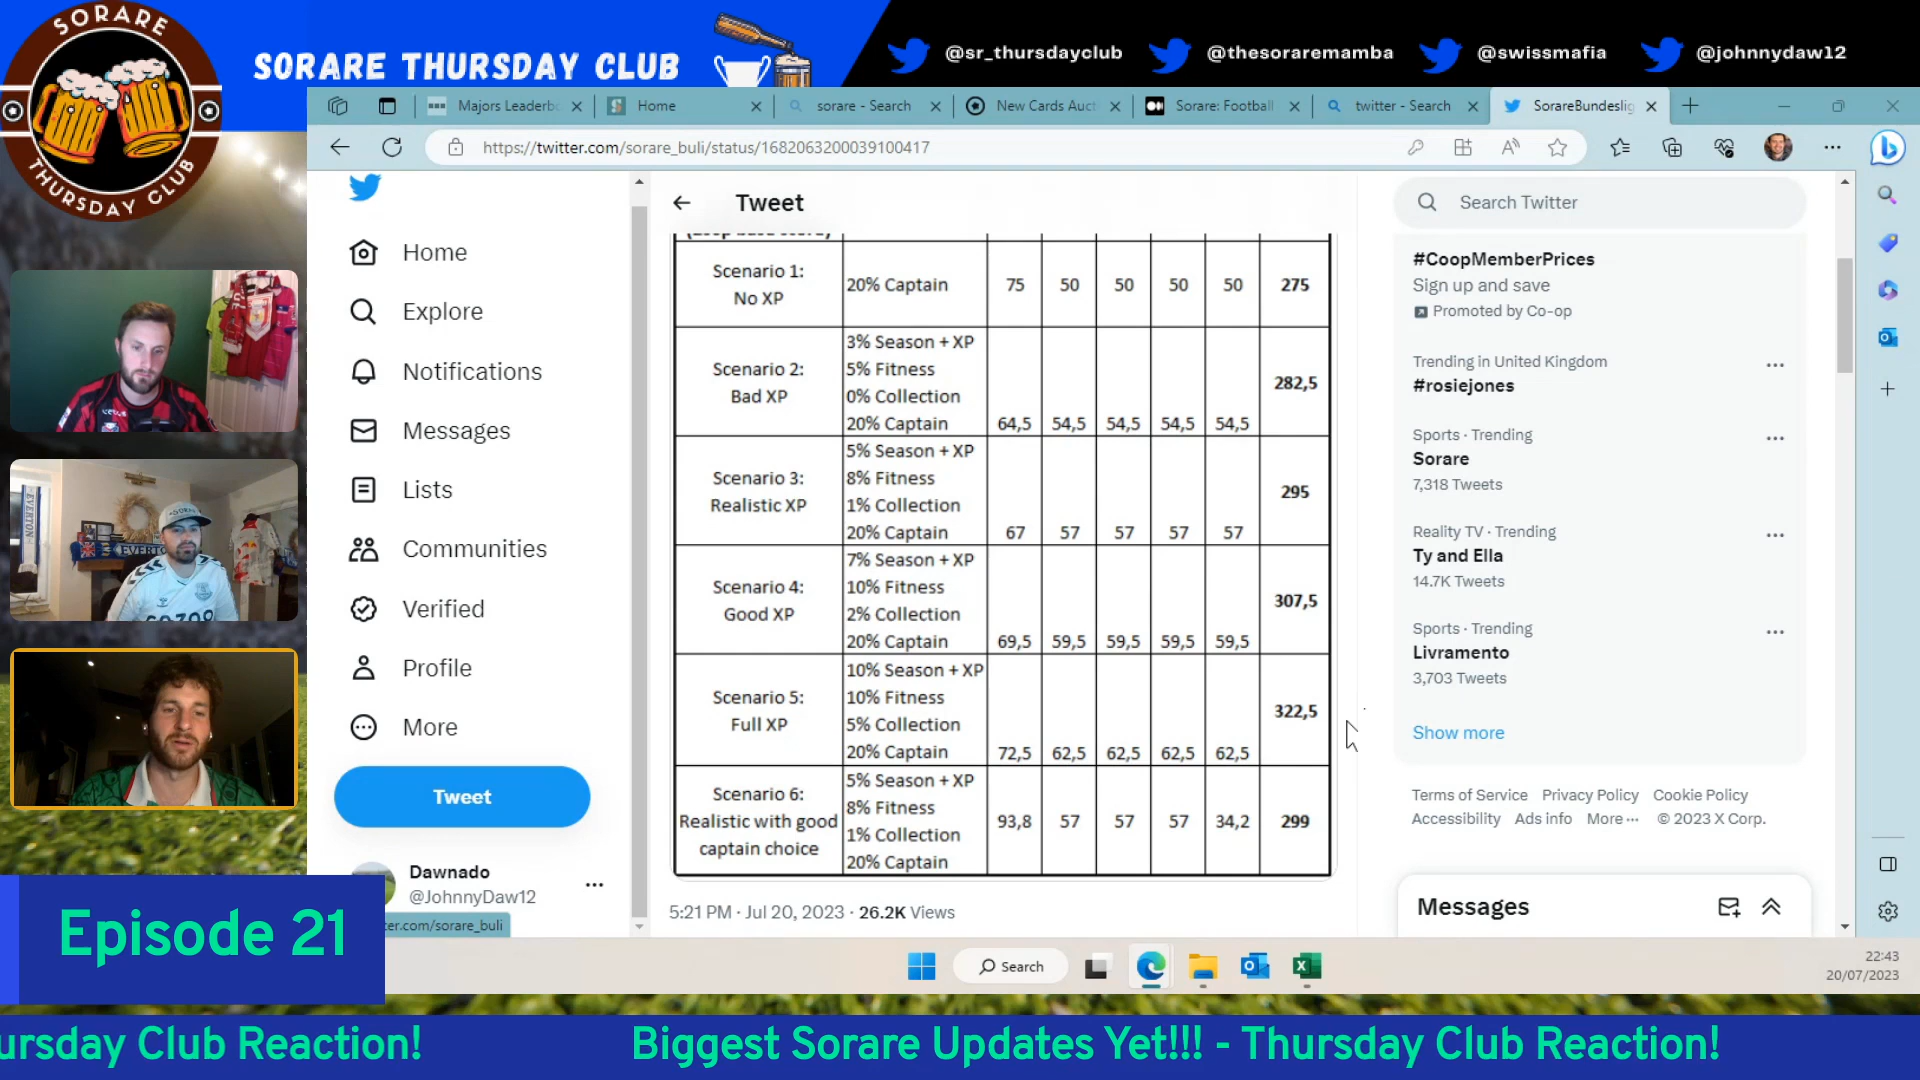 SORARE
THURSDAY CLUB
SORARE THURSDAY CLUB
@sr_thursdayclub
@thesoraremamba
@swissmafia
@johnnydaw12
Majors Leaderb
Home
sorare - Search
New Cards Auct
Sorare: Football
twitter - Search
SorareBundeslig
https://twitter.com/sorare_buli/status/1682063200039100417
Home
Explore
Notifications
Messages
Lists
Communities
Verified
Profile
More
Tweet
Dawnado
@JohnnyDaw12
er.com/sorare_buli
Tweet
Scenario 1:
No XP
20% Captain
75 50 50 50 50 275
Scenario 2:
Bad XP
3% Season + XP
5% Fitness
0% Collection
20% Captain
64,5 54,5 54,5 54,5 54,5 282,5
Scenario 3:
Realistic XP
5% Season + XP
8% Fitness
1% Collection
20% Captain
67 57 57 57 57 295
Scenario 4:
Good XP
7% Season + XP
10% Fitness
2% Collection
20% Captain
69,5 59,5 59,5 59,5 59,5 307,5
Scenario 5:
Full XP
10% Season + XP
10% Fitness
5% Collection
20% Captain
72,5 62,5 62,5 62,5 62,5 322,5
Scenario 6:
Realistic with good
captain choice
5% Season + XP
8% Fitness
1% Collection
20% Captain
93,8 57 57 57 34,2 299
5:21 PM · Jul 20, 2023 · 26.2K Views
Search Twitter
#CoopMemberPrices
Sign up and save
Promoted by Co-op
Trending in United Kingdom
#rosiejones
Sports · Trending
Sorare
7,318 Tweets
Reality TV · Trending
Ty and Ella
14.7K Tweets
Sports · Trending
Livramento
3,703 Tweets
Show more
Terms of Service Privacy Policy Cookie Policy
Accessibility Ads info More ··· © 2023 X Corp.
Messages
Search
22:43
20/07/2023
EVERTON
Episode 21
ursday Club Reaction!
Biggest Sorare Updates Yet!!! - Thursday Club Reaction!